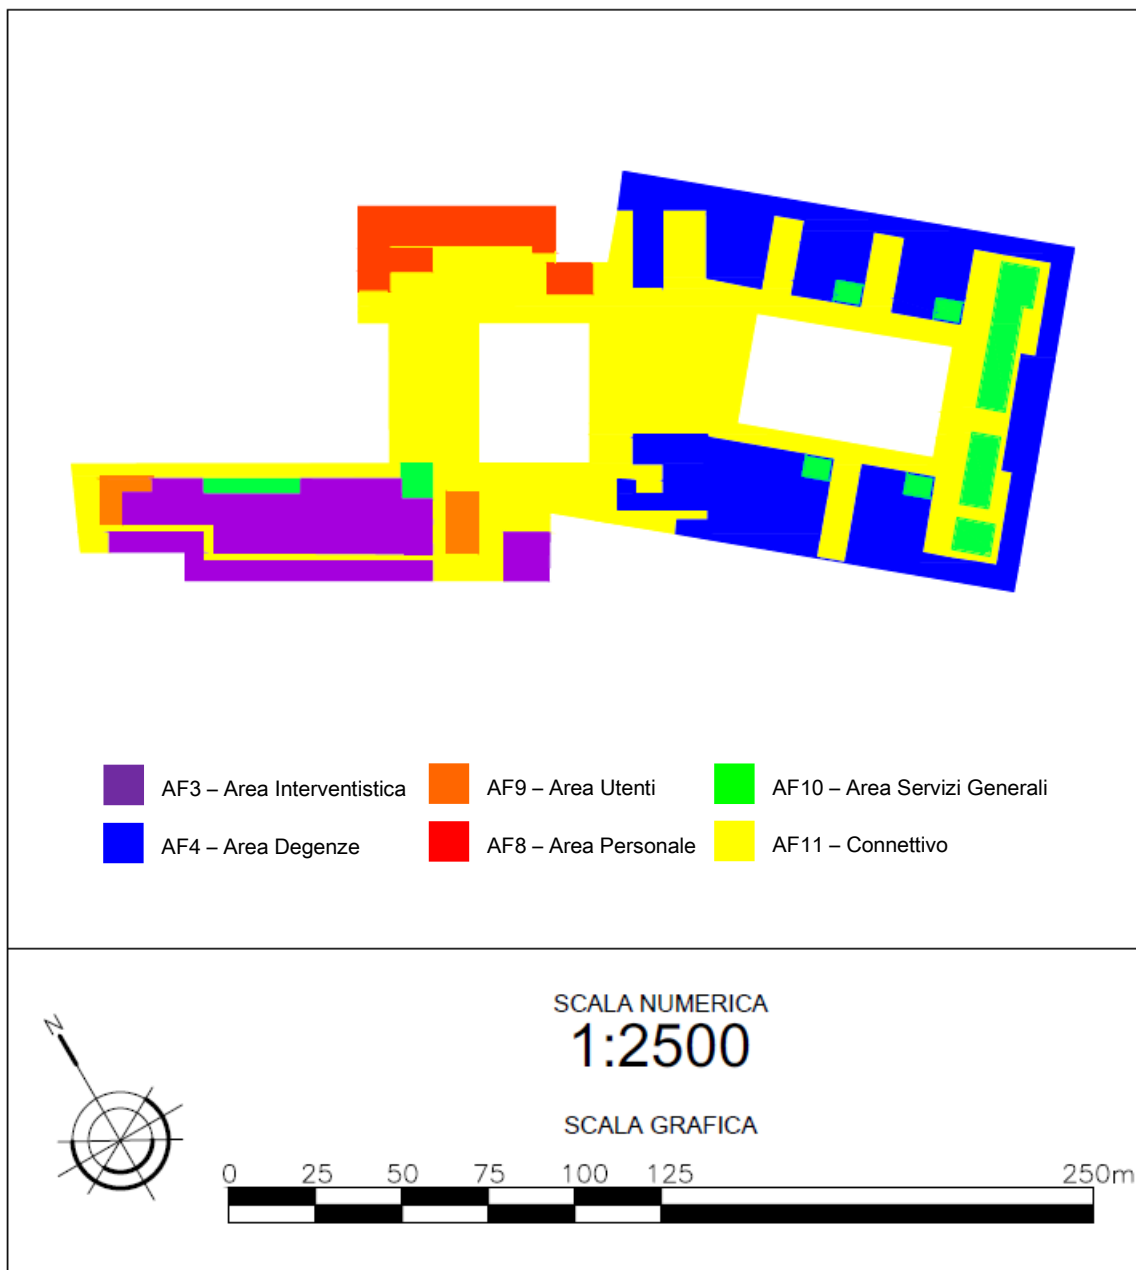 AF3 – Area Interventistica
AF9 – Area Utenti
AF10 – Area Servizi Generali
AF4 – Area Degenze
AF8 – Area Personale
AF11 – Connettivo
SCALA NUMERICA
1:2500
N
SCALA GRAFICA
0 25 50 75 100 125 250m